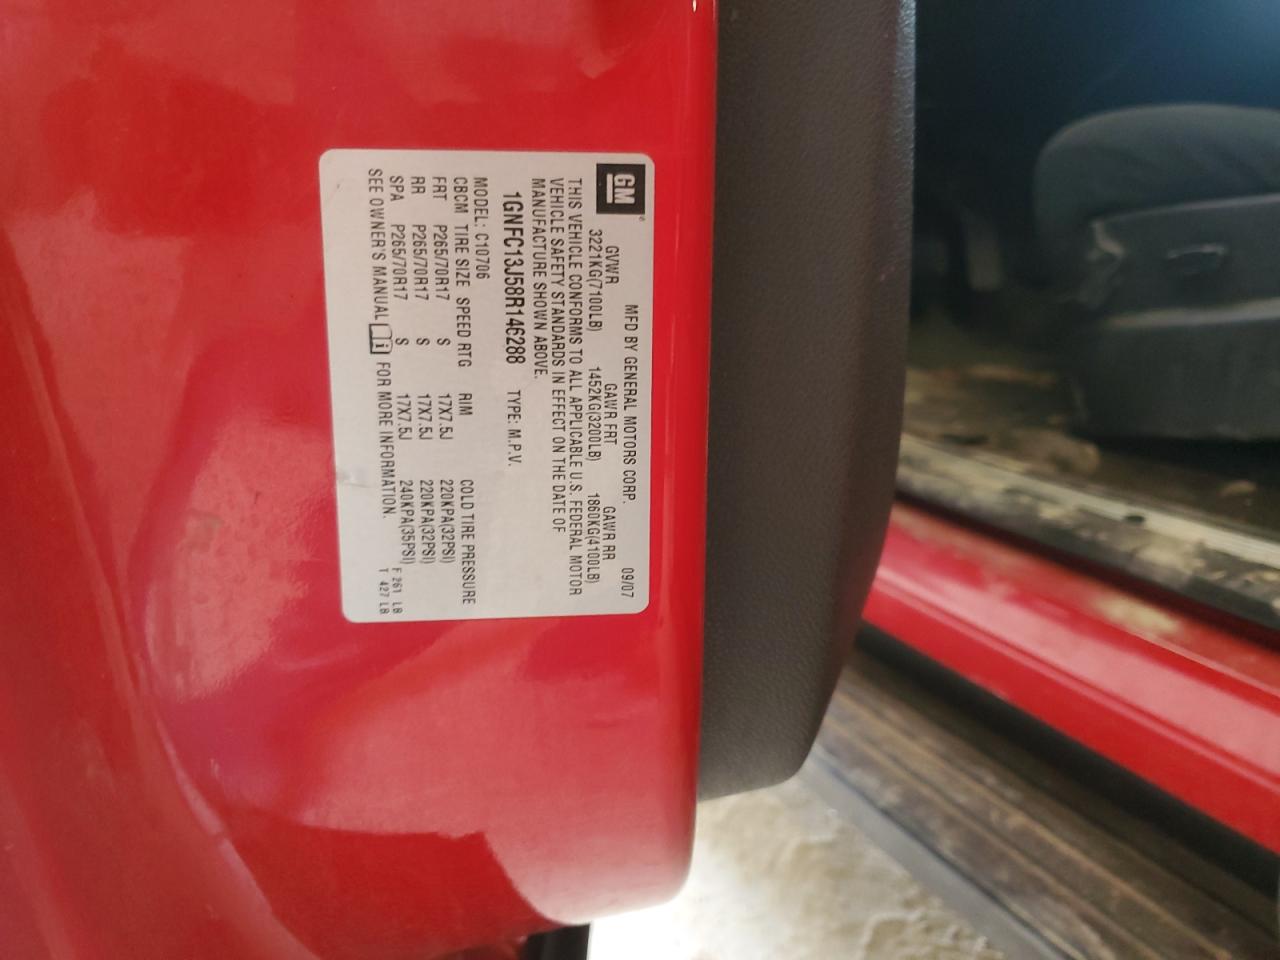 GM
MFD BY GENERAL MOTORS CORP. 09/07
GVWR GAWR FRT GAWR RR
3221KG(7100LB) 1452KG(3200LB) 1860KG(4100LB)
THIS VEHICLE CONFORMS TO ALL APPLICABLE U.S. FEDERAL MOTOR
VEHICLE SAFETY STANDARDS IN EFFECT ON THE DATE OF
MANUFACTURE SHOWN ABOVE.
1GNFC13J58R146288 TYPE: M.P.V.
MODEL: C10706
CBCM TIRE SIZE SPEED RTG RIM COLD TIRE PRESSURE
FRT P265/70R17 S 17X7.5J 220KPA(32PSI)
RR P265/70R17 S 17X7.5J 220KPA(32PSI)
SPA P265/70R17 S 17X7.5J 240KPA(35PSI)
SEE OWNER'S MANUAL i FOR MORE INFORMATION.
F 261 LB
T 427 LB